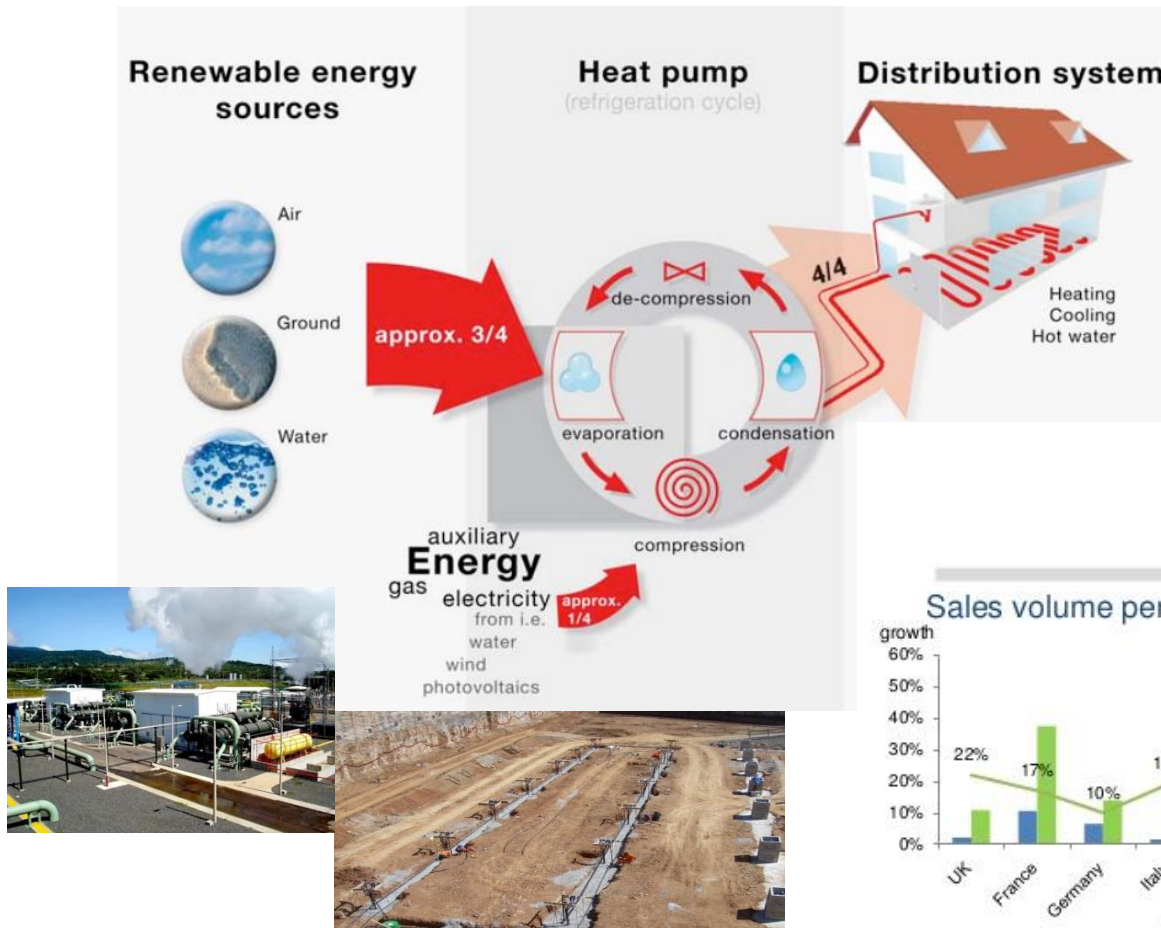 Renewable energy
sources
Air
Ground
Water
approx. 3/4
Heat pump
(refrigeration cycle)
de-compression
evaporation
condensation
compression
auxiliary
Energy
gas
electricity
from i.e.
water
wind
photovoltaics
approx.
1/4
Distribution system
4/4
Heating
Cooling
Hot water
Sales volume per
growth
60%
50%
40%
30%
20%
10%
0%
22%
17%
10%
1
UK
France
Germany
Italy